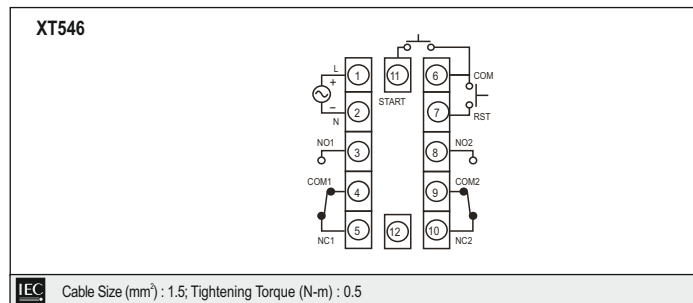 XT546
L
+
−
N
1
2
3
4
5
11
START
12
6
7
8
9
10
COM
RST
NO1
COM1
NC1
NO2
COM2
NC2
IEC Cable Size (mm²) : 1.5; Tightening Torque (N-m) : 0.5